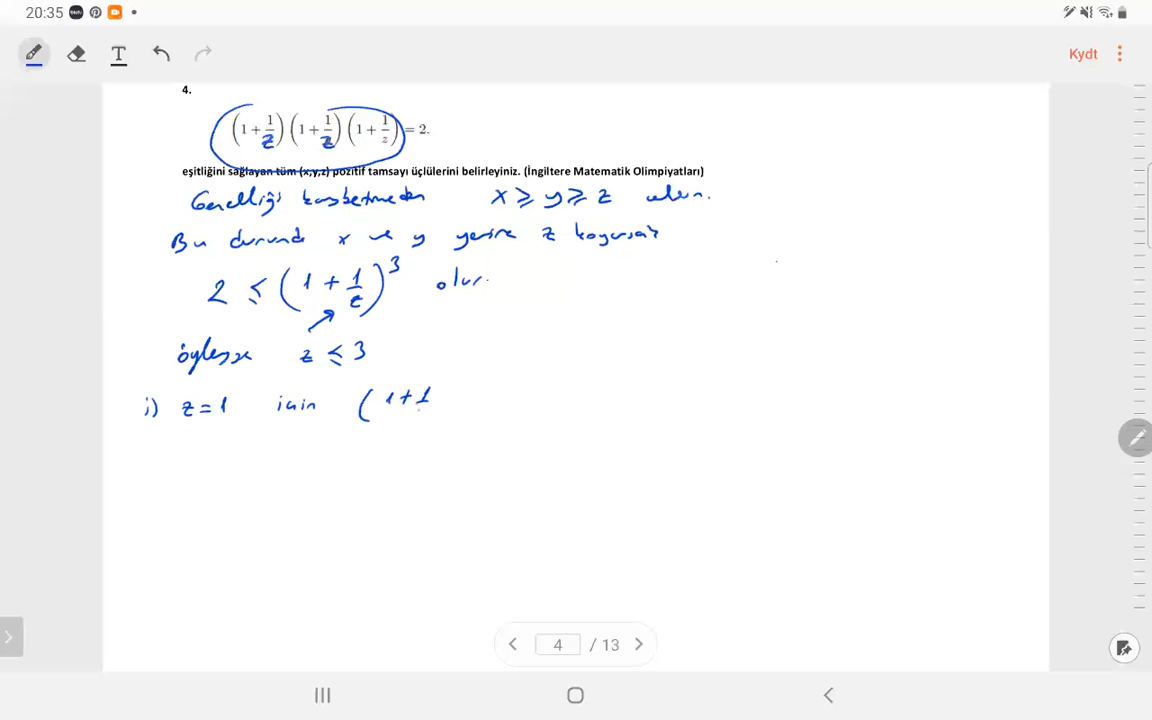 20:35
Kydt
4.
(1 + 1/z) (1 + 1/z) (1 + 1/z) = 2.
eşitliğini sağlayan tüm (x,y,z) pozitif tamsayı üçlülerini belirleyiniz. (İngiltere Matematik Olimpiyatları)
Genelliği kaybetmeden x ⩾ y ⩾ z olsun.
Bu durumda x ve y yerine z koyarsak
2 ≤ (1 + 1/z)^3 olur.
öyleyse z ≤ 3
i) z = 1 için (1 + 1
4 / 13